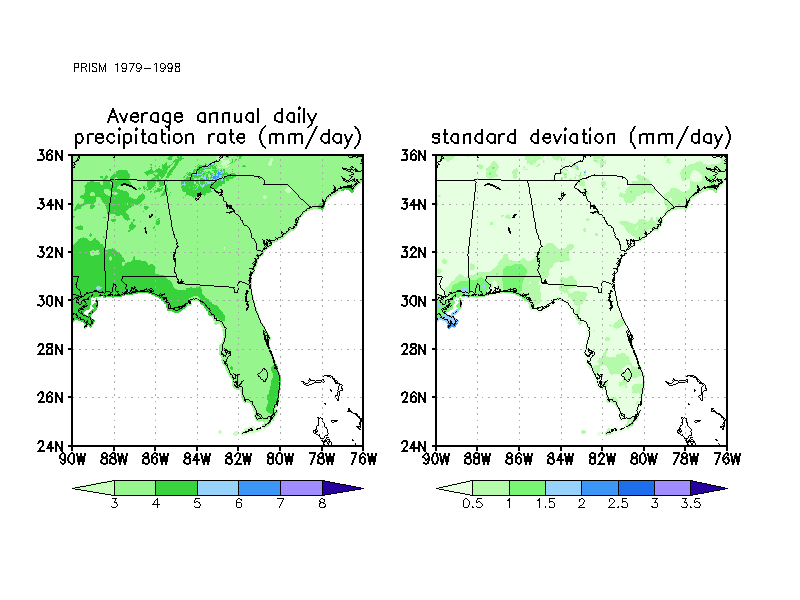 PRISM 1979-1998
Average annual daily
precipitation rate (mm/day)
standard deviation (mm/day)
36N
34N
32N
30N
28N
26N
24N
90W 88W 86W 84W 82W 80W 78W 76W
3 4 5 6 7 8
36N
34N
32N
30N
28N
26N
24N
90W 88W 86W 84W 82W 80W 78W 76W
0.5 1 1.5 2 2.5 3 3.5